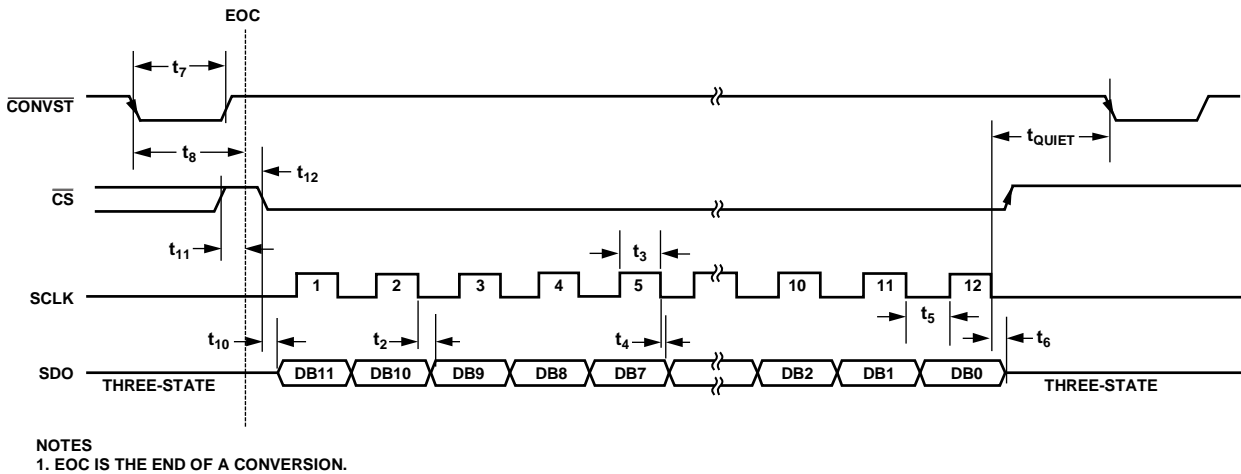 EOC
t7
CONVST
t8
tQUIET
t12
CS
t11
t3
SCLK
1 2 3 4 5 10 11 12
t10
t2
t4
t5
t6
SDO
THREE-STATE
DB11 DB10 DB9 DB8 DB7 DB2 DB1 DB0
THREE-STATE
NOTES
1. EOC IS THE END OF A CONVERSION.